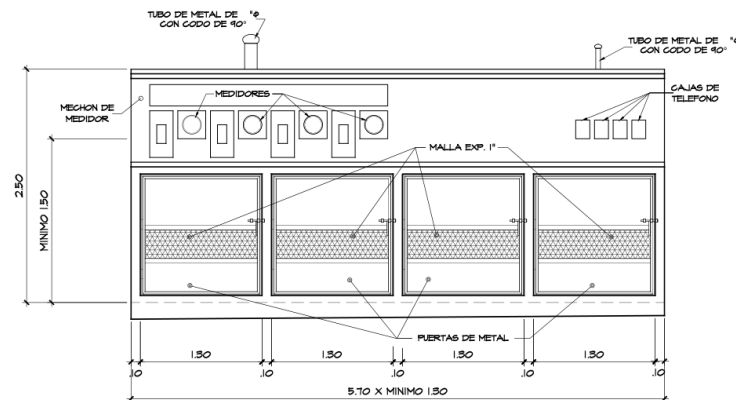 TUBO DE METAL DE "Ø
CON CODO DE 90°
TUBO DE METAL DE "Ø
CON CODO DE 90°
MECHON DE
MEDIDOR
MEDIDORES
CAJAS DE
TELEFONO
MALLA EXP. 1"
2.50
MINIMO 1.50
PUERTAS DE METAL
1.30
1.30
1.30
1.30
.10
.10
.10
.10
.10
5.70 X MINIMO 1.30